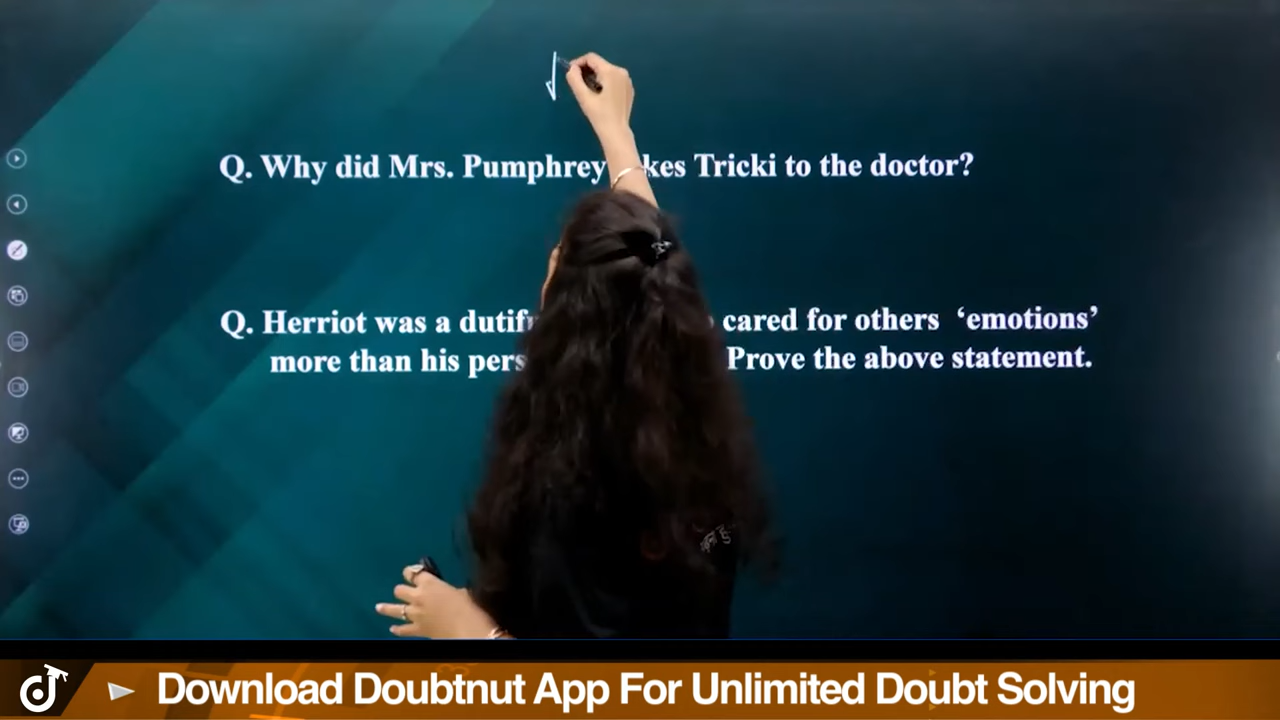 Q. Why did Mrs. Pumphrey kes Tricki to the doctor?
Q. Herriot was a dutif cared for others ‘emotions’
more than his pers Prove the above statement.
Download Doubtnut App For Unlimited Doubt Solving